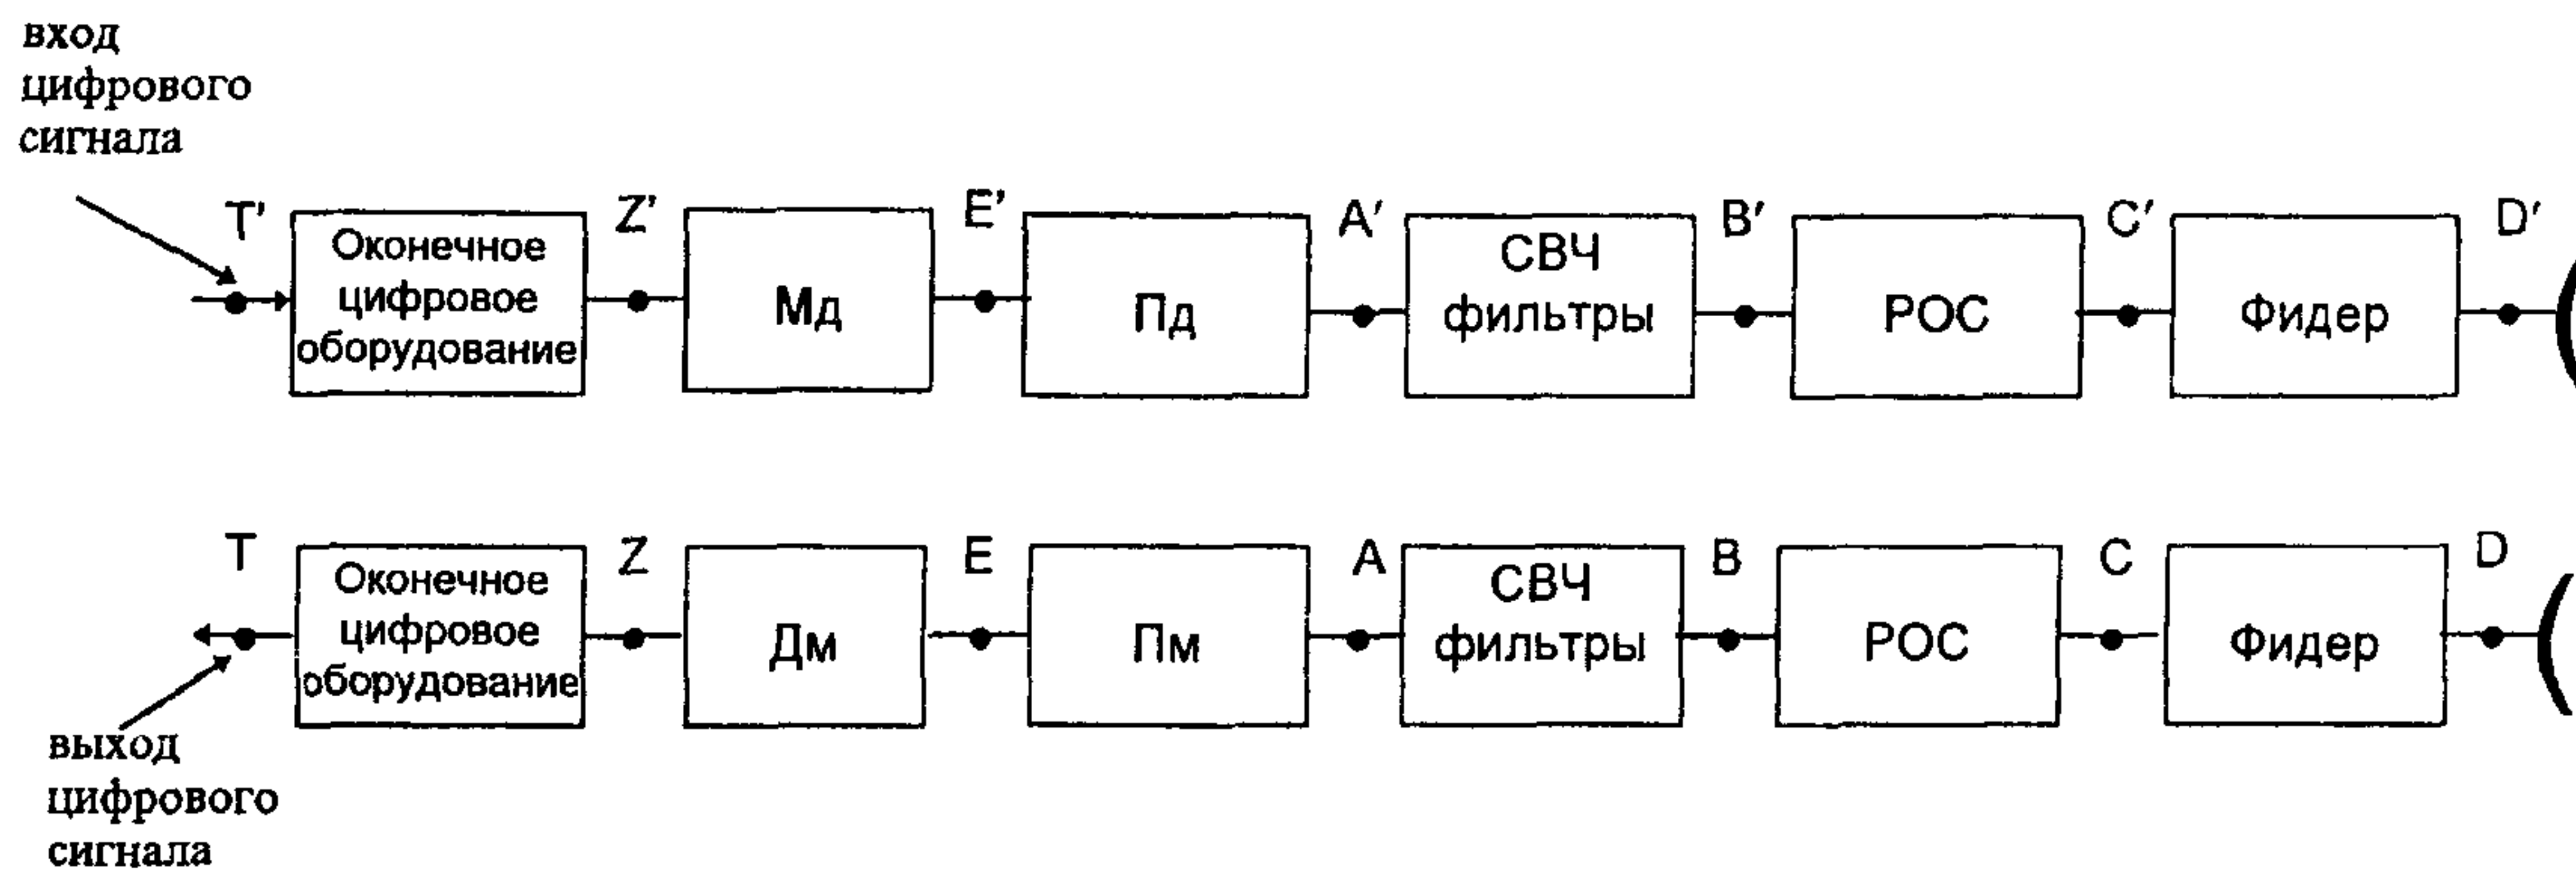 вход
цифрового
сигнала
T'
Z'
E'
A'
B'
C'
D'
Оконечное
цифровое
оборудование
Мд
Пд
СВЧ
фильтры
РОС
Фидер
T
Z
E
A
B
C
D
Оконечное
цифровое
оборудование
Дм
Пм
СВЧ
фильтры
РОС
Фидер
выход
цифрового
сигнала